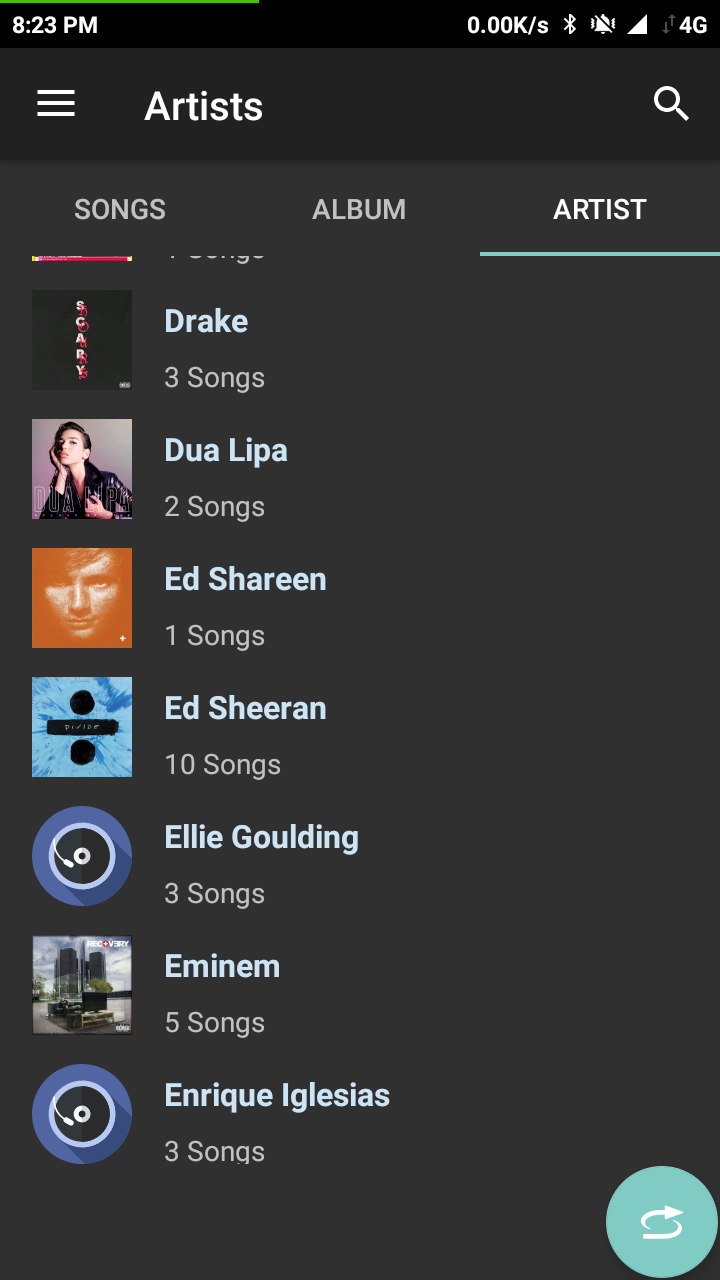 8:23 PM 0.00K/s 4G
Artists
SONGS ALBUM ARTIST
Songs
SCARY
Drake
3 Songs
DUA LIPA
Dua Lipa
2 Songs
Ed Shareen
1 Songs
DIVIDE
Ed Sheeran
10 Songs
Ellie Goulding
3 Songs
RECOVERY
Eminem
5 Songs
Enrique Iglesias
3 Songs